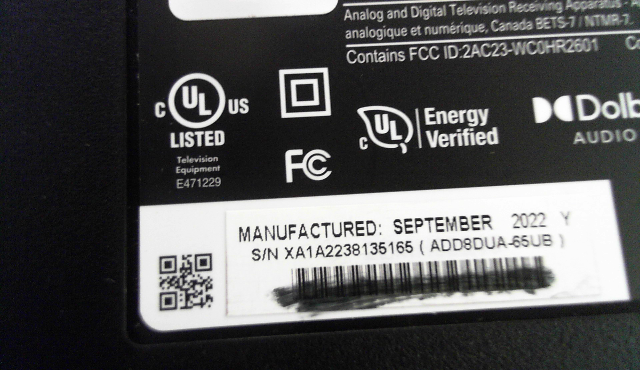 Analog and Digital Television Receiving Apparatus -
analogique et numérique, Canada BETS-7 / NTMR-7.
Contains FCC ID:2AC23-WC0HR2601
C UL US
LISTED
Television
Equipment
E471229
FC
c UL Energy
Verified
Dolb
AUDIO
MANUFACTURED: SEPTEMBER 2022 Y
S/N XA1A2238135165 ( ADD8DUA-65UB )